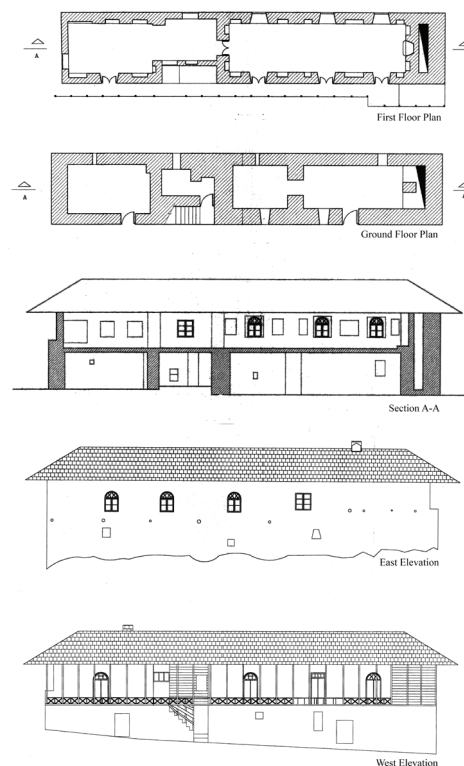 A
A
First Floor Plan
A
A
Ground Floor Plan
Section A-A
East Elevation
West Elevation